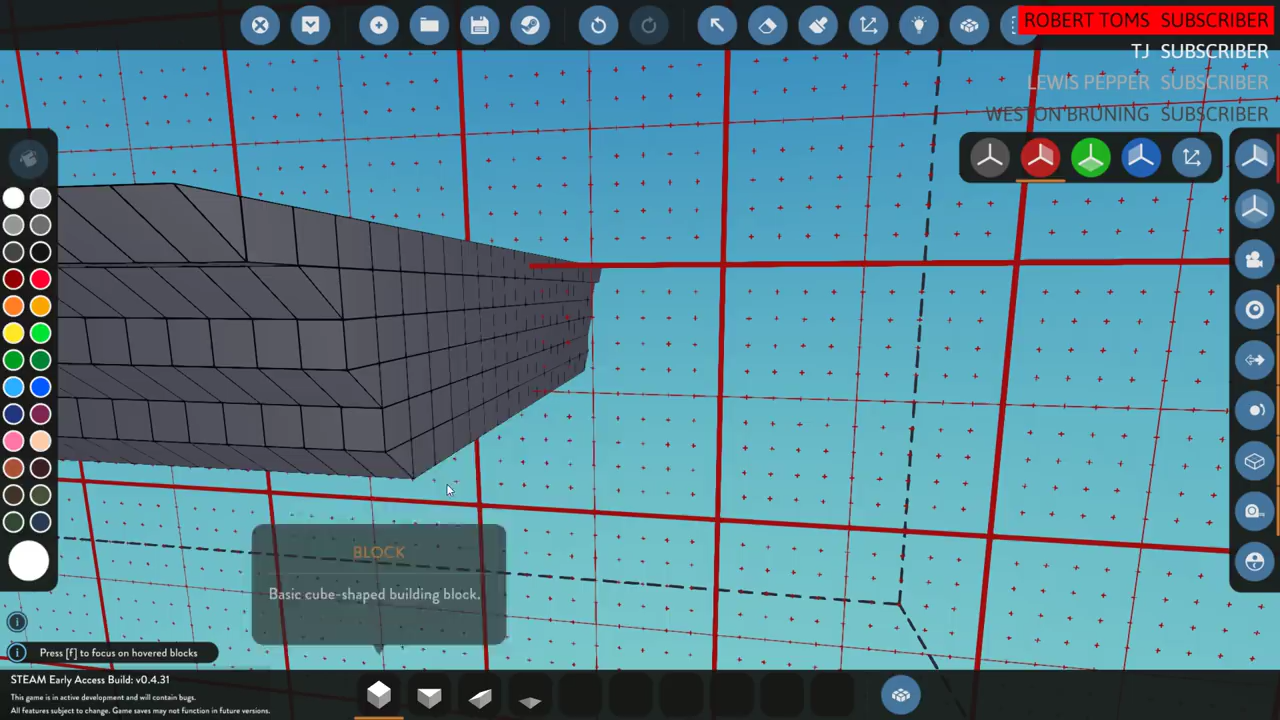 ROBERT TOMS SUBSCRIBER
TJ SUBSCRIBER
LEWIS PEPPER SUBSCRIBER
WESTON BRUNING SUBSCRIBER
BLOCK
Basic cube-shaped building block.
Press [f] to focus on hovered blocks
STEAM Early Access Build: v0.4.31
This game is in active development and will contain bugs.
All features subject to change. Game saves may not function in future versions.